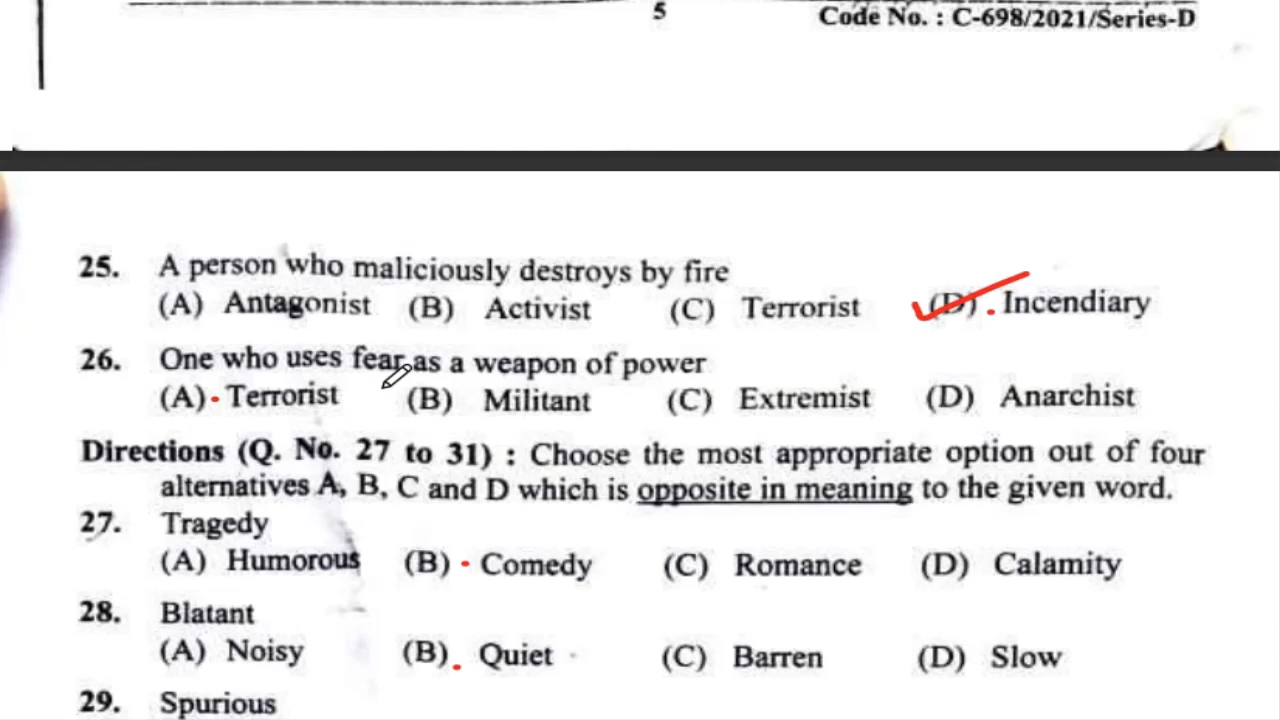 5
Code No. : C-698/2021/Series-D
25. A person who maliciously destroys by fire
(A) Antagonist (B) Activist (C) Terrorist (D) Incendiary
26. One who uses fear as a weapon of power
(A) Terrorist (B) Militant (C) Extremist (D) Anarchist
Directions (Q. No. 27 to 31) : Choose the most appropriate option out of four
alternatives A, B, C and D which is opposite in meaning to the given word.
27. Tragedy
(A) Humorous (B) Comedy (C) Romance (D) Calamity
28. Blatant
(A) Noisy (B) Quiet (C) Barren (D) Slow
29. Spurious